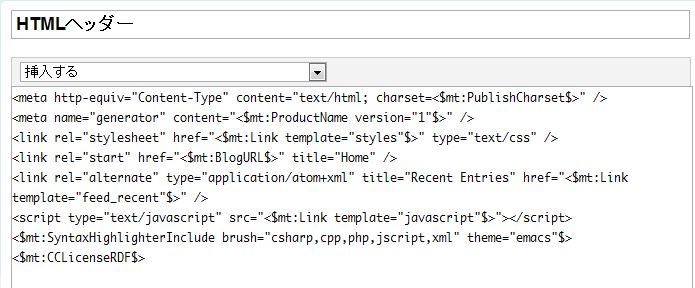 HTMLヘッダー
挿入する
<meta http-equiv="Content-Type" content="text/html; charset=<$mt:PublishCharset$>" />
<meta name="generator" content="<$mt:ProductName version="1"$>" />
<link rel="stylesheet" href="<$mt:Link template="styles"$>" type="text/css" />
<link rel="start" href="<$mt:BlogURL$>" title="Home" />
<link rel="alternate" type="application/atom+xml" title="Recent Entries" href="<$mt:Link
template="feed_recent"$>" />
<script type="text/javascript" src="<$mt:Link template="javascript"$>"></script>
<$mt:SyntaxHighlighterInclude brush="csharp,cpp,php,jscript,xml" theme="emacs"$>
<$mt:CCLicenseRDF$>